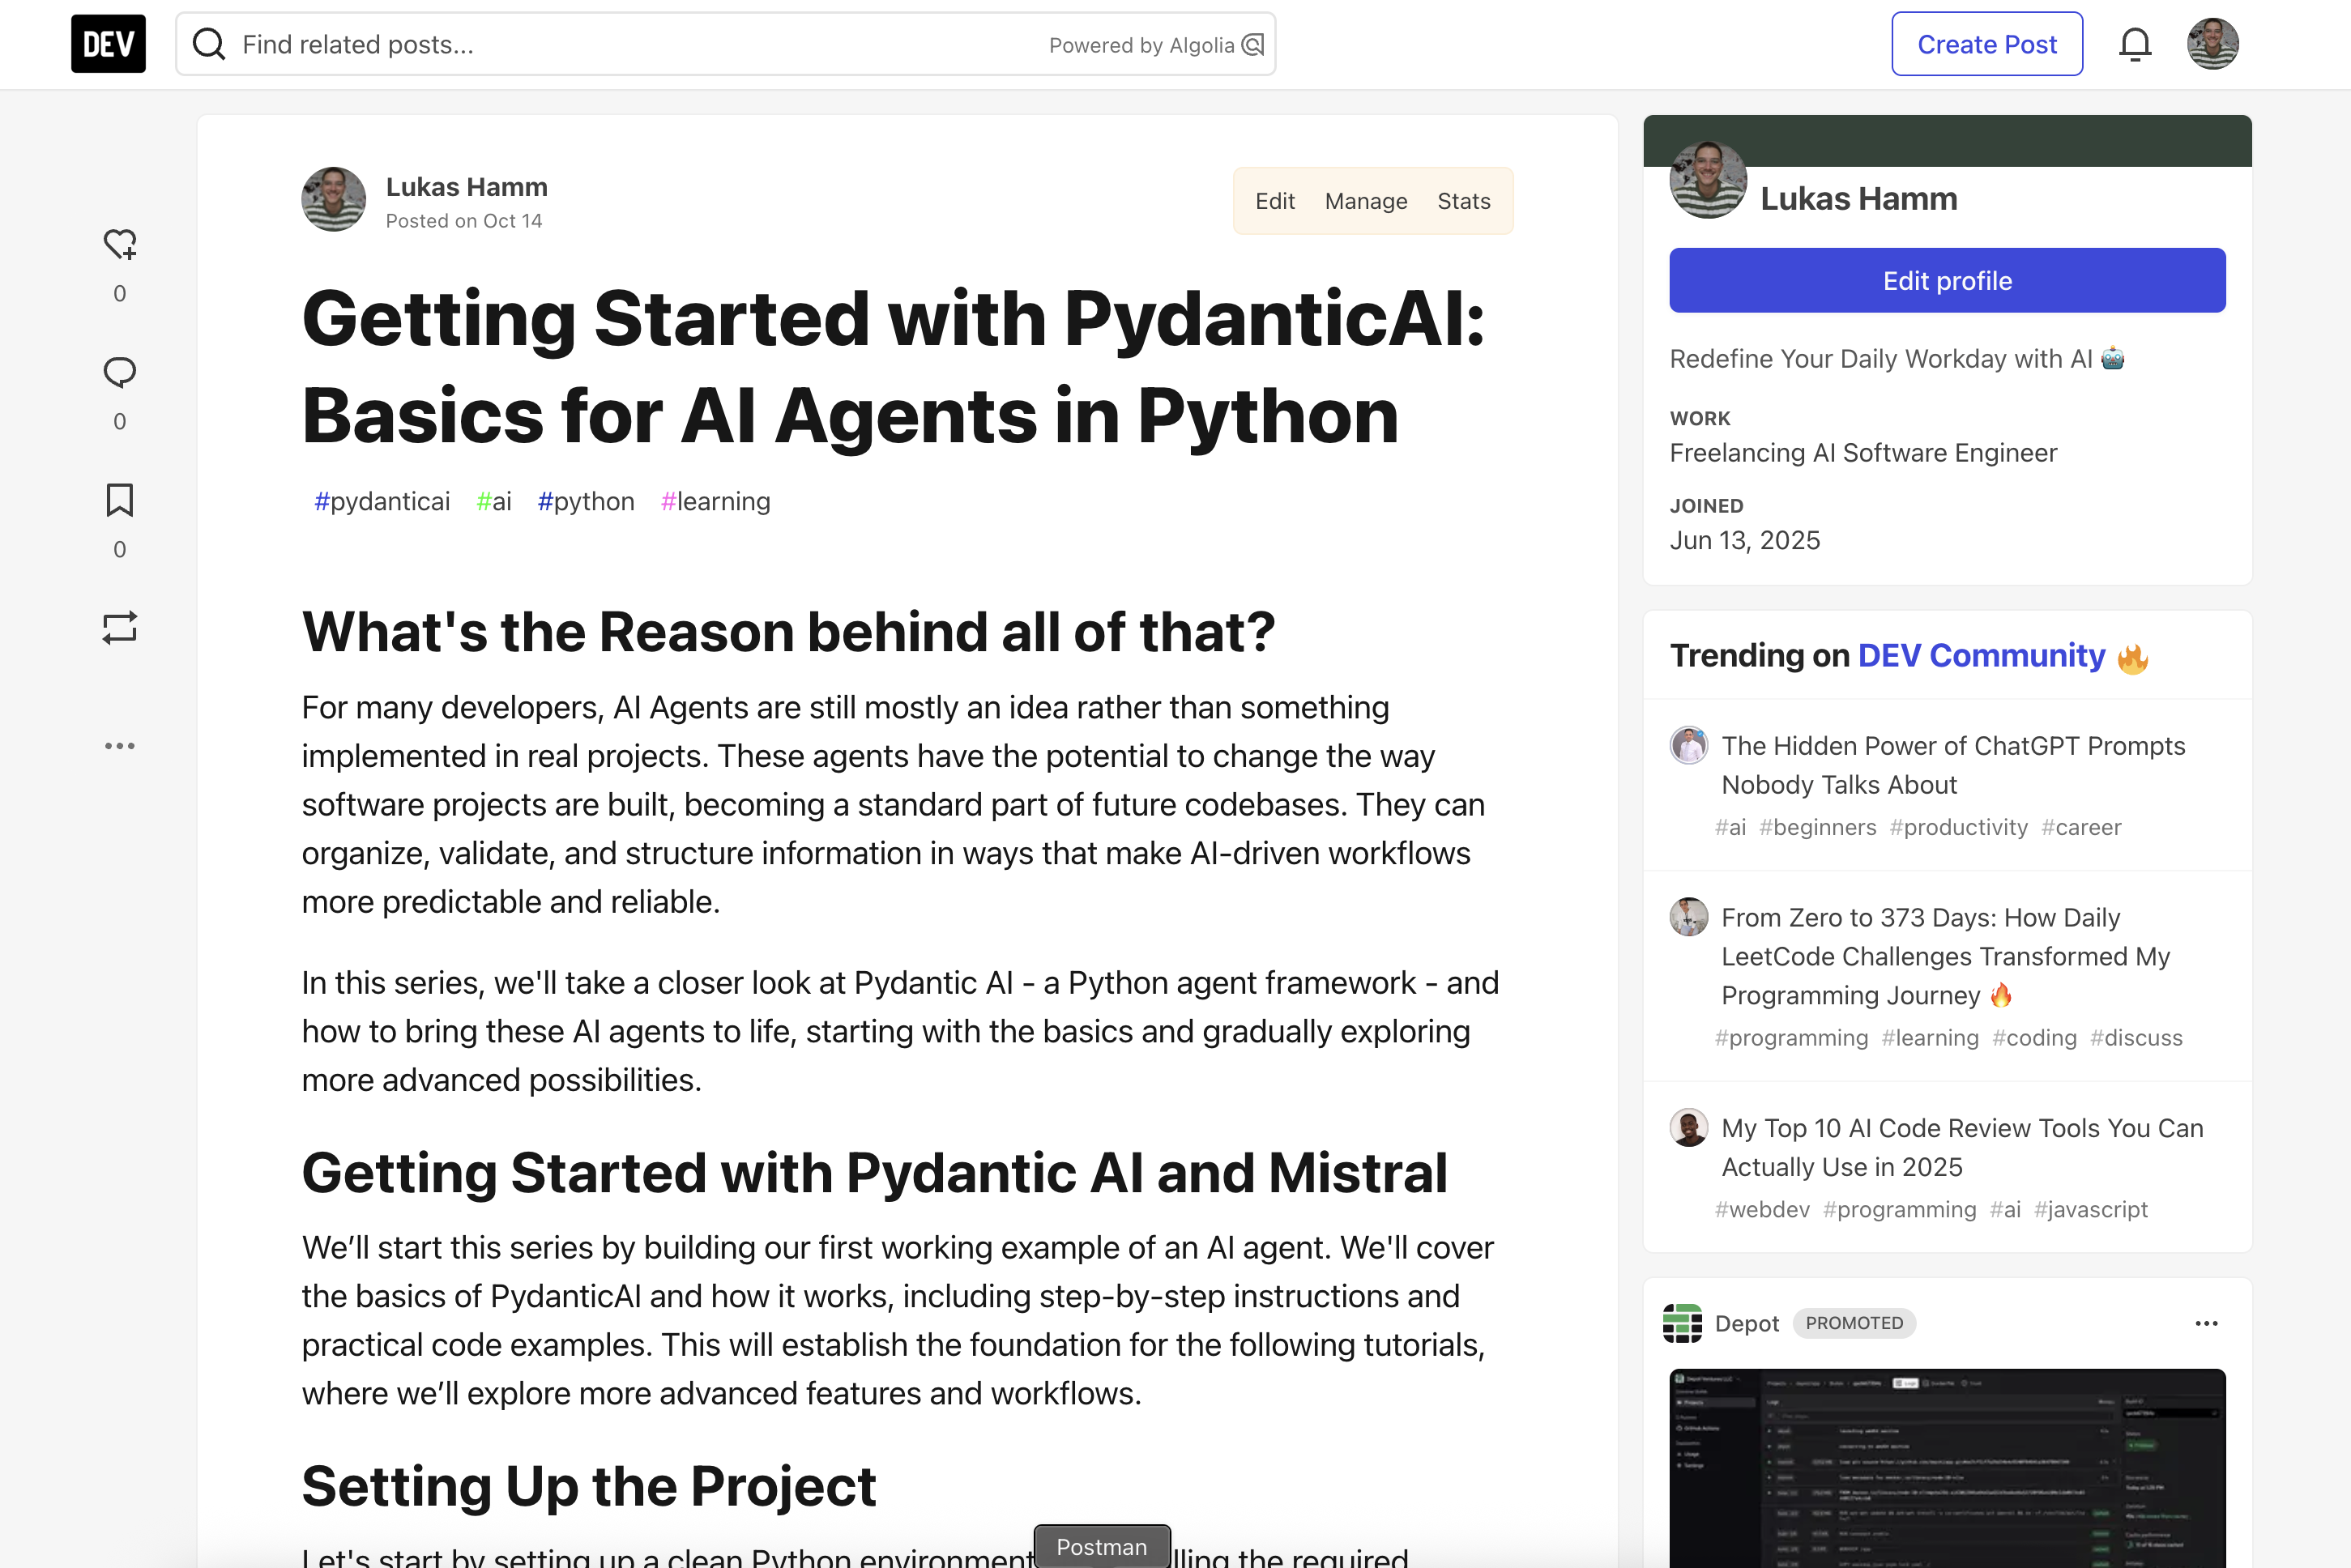 DEV
Find related posts...
Powered by Algolia
Create Post
Lukas Hamm
Posted on Oct 14
Edit Manage Stats
0
0
0
Getting Started with PydanticAI:
Basics for AI Agents in Python
#pydanticai #ai #python #learning
What's the Reason behind all of that?
For many developers, AI Agents are still mostly an idea rather than something
implemented in real projects. These agents have the potential to change the way
software projects are built, becoming a standard part of future codebases. They can
organize, validate, and structure information in ways that make AI-driven workflows
more predictable and reliable.
In this series, we'll take a closer look at Pydantic AI - a Python agent framework - and
how to bring these AI agents to life, starting with the basics and gradually exploring
more advanced possibilities.
Getting Started with Pydantic AI and Mistral
We’ll start this series by building our first working example of an AI agent. We'll cover
the basics of PydanticAI and how it works, including step-by-step instructions and
practical code examples. This will establish the foundation for the following tutorials,
where we’ll explore more advanced features and workflows.
Setting Up the Project
Let's start by setting up a clean Python environment lling the required
Postman
Lukas Hamm
Edit profile
Redefine Your Daily Workday with AI 🤖
WORK
Freelancing AI Software Engineer
JOINED
Jun 13, 2025
Trending on DEV Community 🔥
The Hidden Power of ChatGPT Prompts
Nobody Talks About
#ai #beginners #productivity #career
From Zero to 373 Days: How Daily
LeetCode Challenges Transformed My
Programming Journey 🔥
#programming #learning #coding #discuss
My Top 10 AI Code Review Tools You Can
Actually Use in 2025
#webdev #programming #ai #javascript
Depot PROMOTED